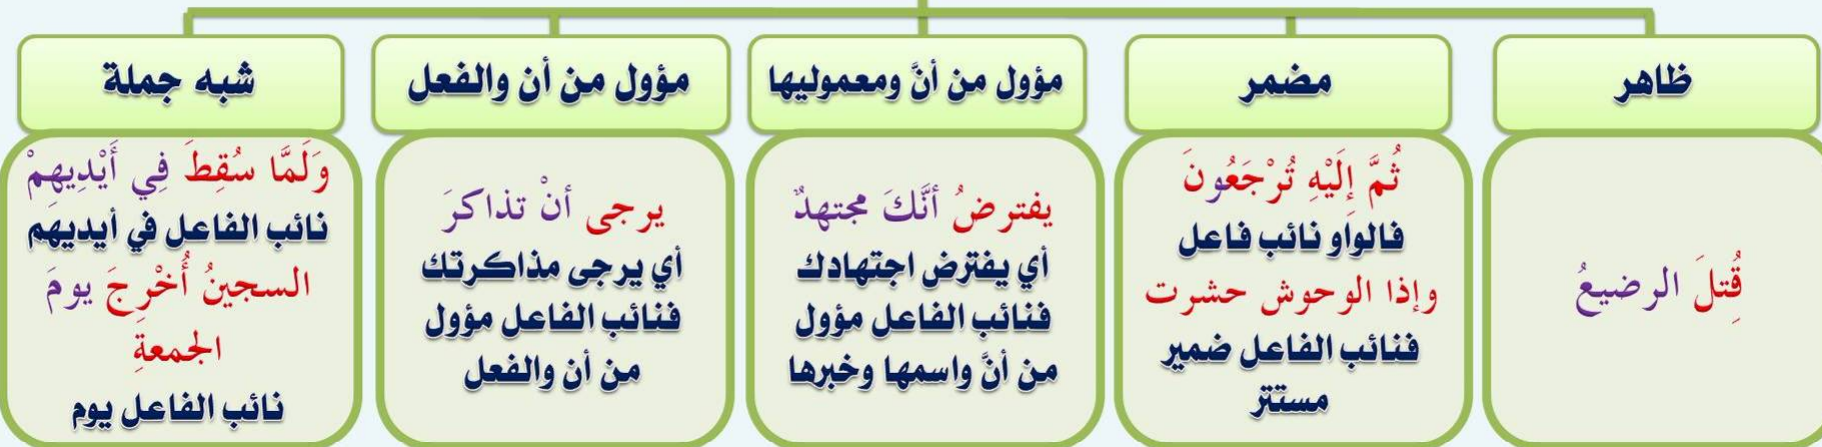 ظاهر
قُتِلَ الرضيعُ
مضمر
ثُمَّ إِلَيْهِ تُرْجَعُونَ
فالواو نائب فاعل
وإذا الوحوش حشرت
فنائب الفاعل ضمير
مستتر
مؤول من أنَّ ومعموليها
يفترضُ أنَّكَ مجتهدٌ
أي يفترض اجتهادك
فنائب الفاعل مؤول
من أنَّ واسمها وخبرها
مؤول من أن والفعل
يرجى أنْ تذاكرَ
أي يرجى مذاكرتك
فنائب الفاعل مؤول
من أن والفعل
شبه جملة
وَلَمَّا سُقِطَ فِي أَيْدِيهِمْ
نائب الفاعل في أيديهم
السجينُ أُخْرِجَ يومَ
الجمعةِ
نائب الفاعل يوم